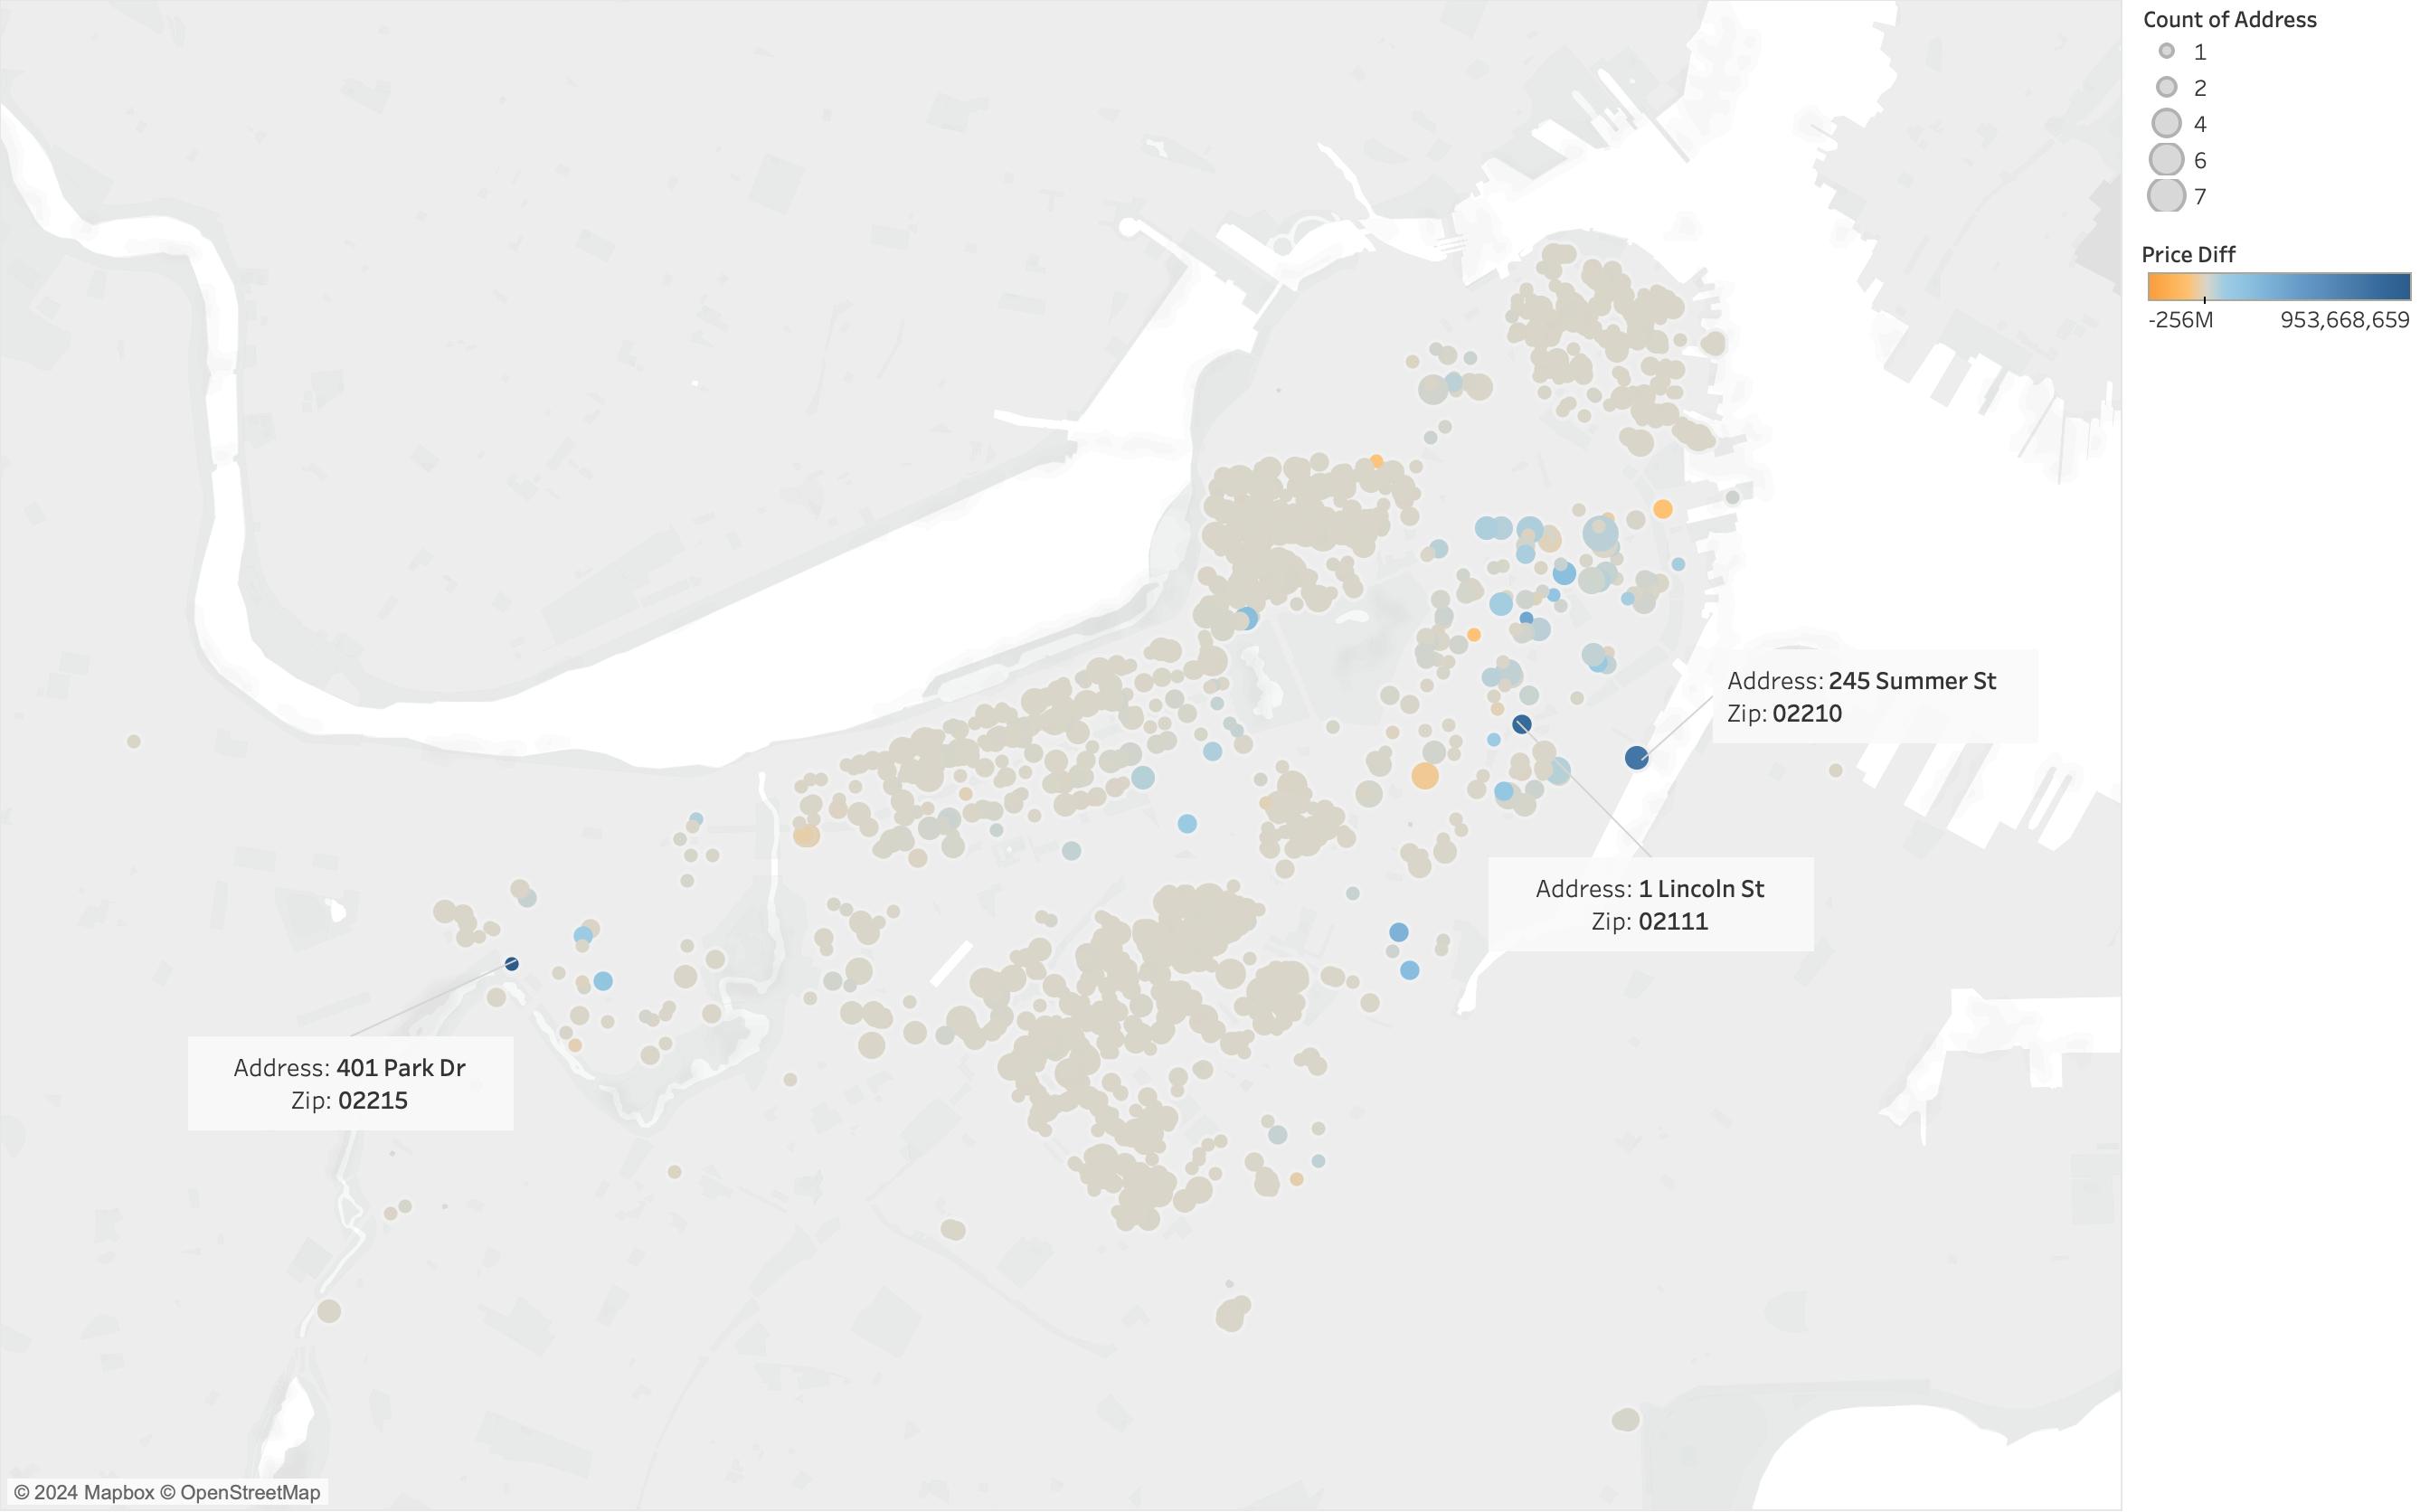 Count of Address
1
2
4
6
7
Price Diff
-256M 953,668,659
Address: 245 Summer St
Zip: 02210
Address: 1 Lincoln St
Zip: 02111
Address: 401 Park Dr
Zip: 02215
© 2024 Mapbox © OpenStreetMap